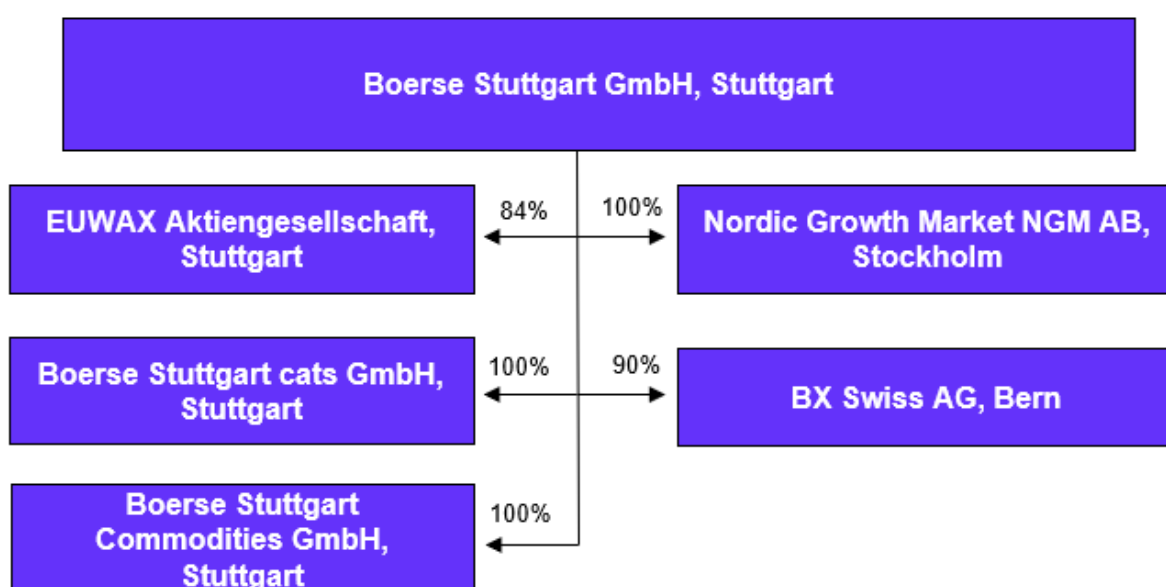 Boerse Stuttgart GmbH, Stuttgart
EUWAX Aktiengesellschaft,
Stuttgart
84%
100%
Nordic Growth Market NGM AB,
Stockholm
Boerse Stuttgart cats GmbH,
Stuttgart
100%
90%
BX Swiss AG, Bern
Boerse Stuttgart
Commodities GmbH,
Stuttgart
100%